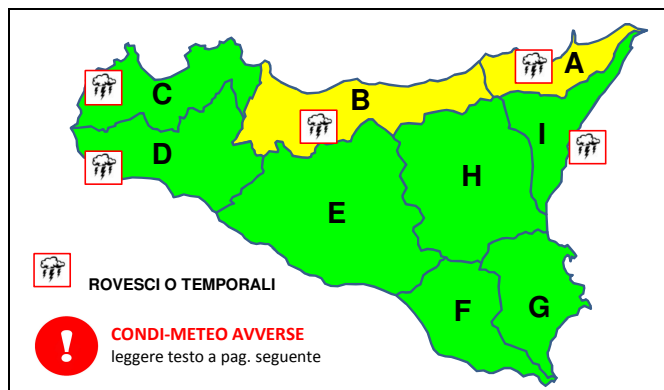 A
C
B
D
I
H
E
F
G
ROVESCI O TEMPORALI
CONDI-METEO AVVERSE
leggere testo a pag. seguente